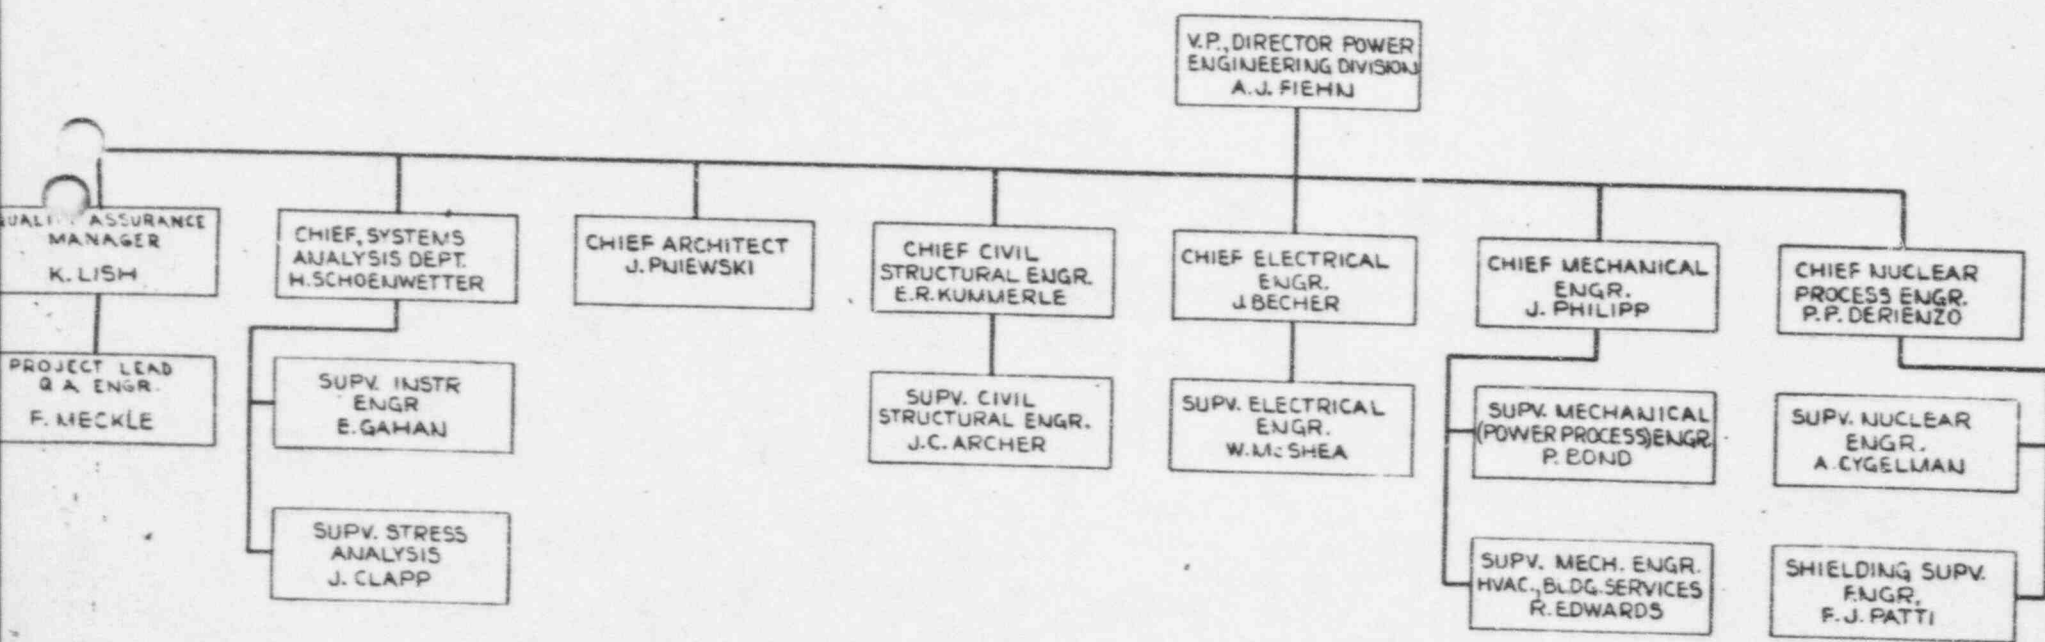 V.P., DIRECTOR POWER
ENGINEERING DIVISION
A.J. FIEHN
ASSURANCE
MANAGER
K. LISH
CHIEF, SYSTEMS
ANALYSIS DEPT.
H. SCHOENWETTER
CHIEF ARCHITECT
J. PNIEWSKI
CHIEF CIVIL
STRUCTURAL ENGR.
E.R. KUMMERLE
CHIEF ELECTRICAL
ENGR.
J. BECHER
CHIEF MECHANICAL
ENGR.
J. PHILIPP
CHIEF NUCLEAR
PROCESS ENGR.
P.P. DERIENZO
PROJECT LEAD
Q A ENGR.
F. MECKLE
SUPV. INSTR
ENGR
E. GAHAN
SUPV. CIVIL
STRUCTURAL ENGR.
J.C. ARCHER
SUPV. ELECTRICAL
ENGR.
W. McSHEA
SUPV. MECHANICAL
(POWER PROCESS) ENGR.
P. BOND
SUPV. NUCLEAR
ENGR.
A. CYGELMAN
SUPV. STRESS
ANALYSIS
J. CLAPP
SUPV. MECH. ENGR.
HVAC., BLDG. SERVICES
R. EDWARDS
SHIELDING SUPV.
ENGR.
F. J. PATTI